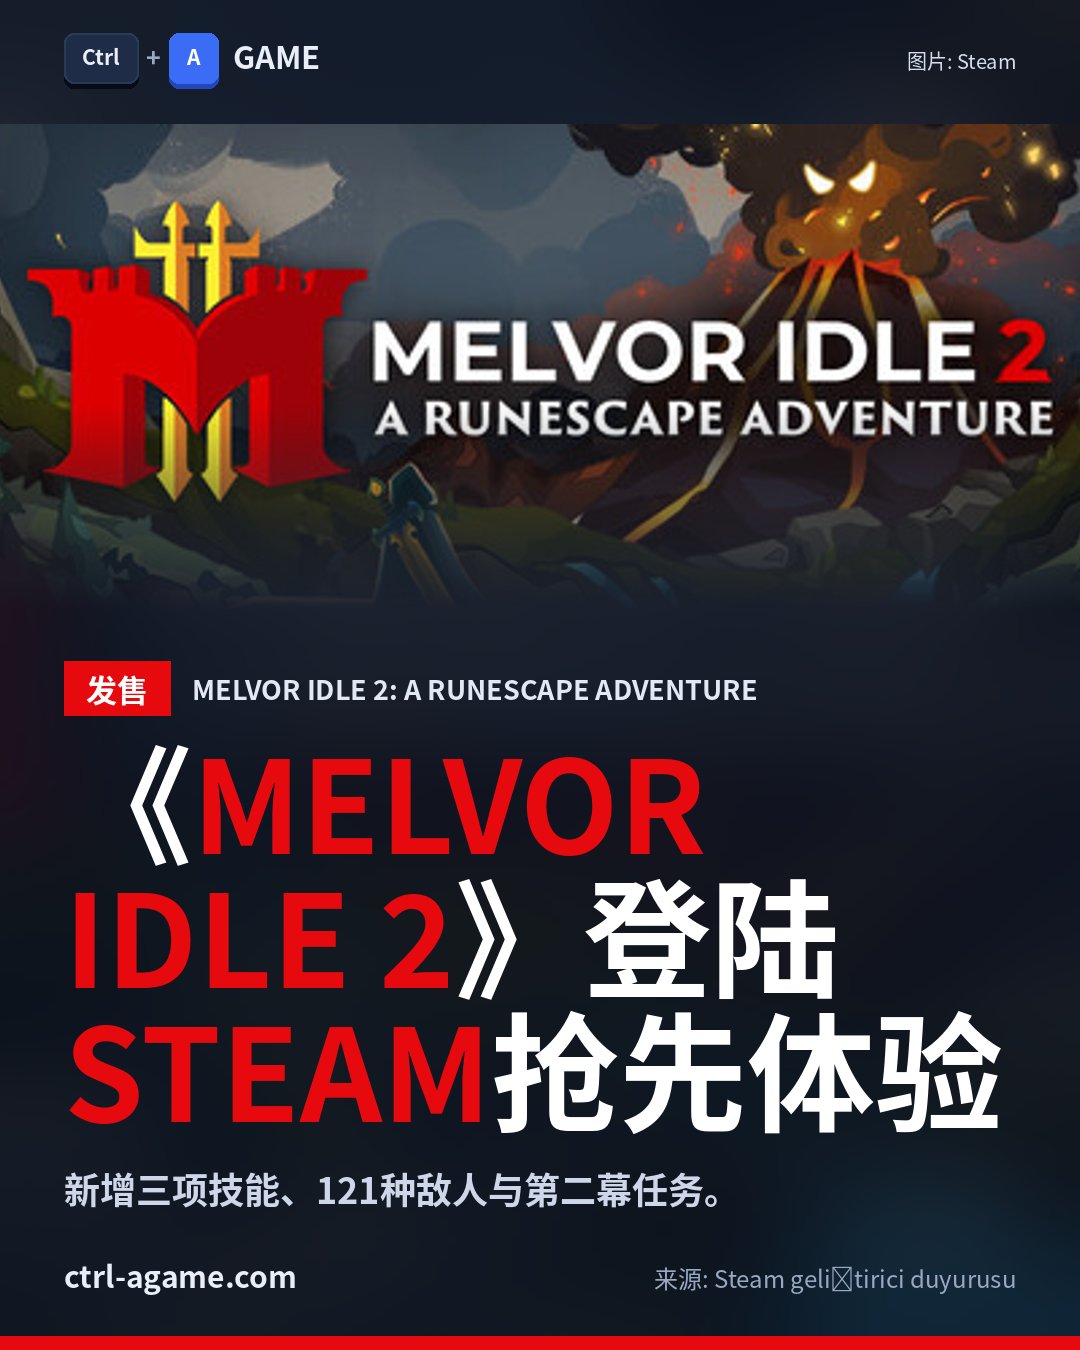 Ctrl + A GAME
图片: Steam
MELVOR IDLE 2
A RUNESCAPE ADVENTURE
发售 MELVOR IDLE 2: A RUNESCAPE ADVENTURE
《MELVOR
IDLE 2》登陆
STEAM抢先体验
新增三项技能、121种敌人与第二幕任务。
ctrl-agame.com
来源: Steam geli☒tirici duyurusu